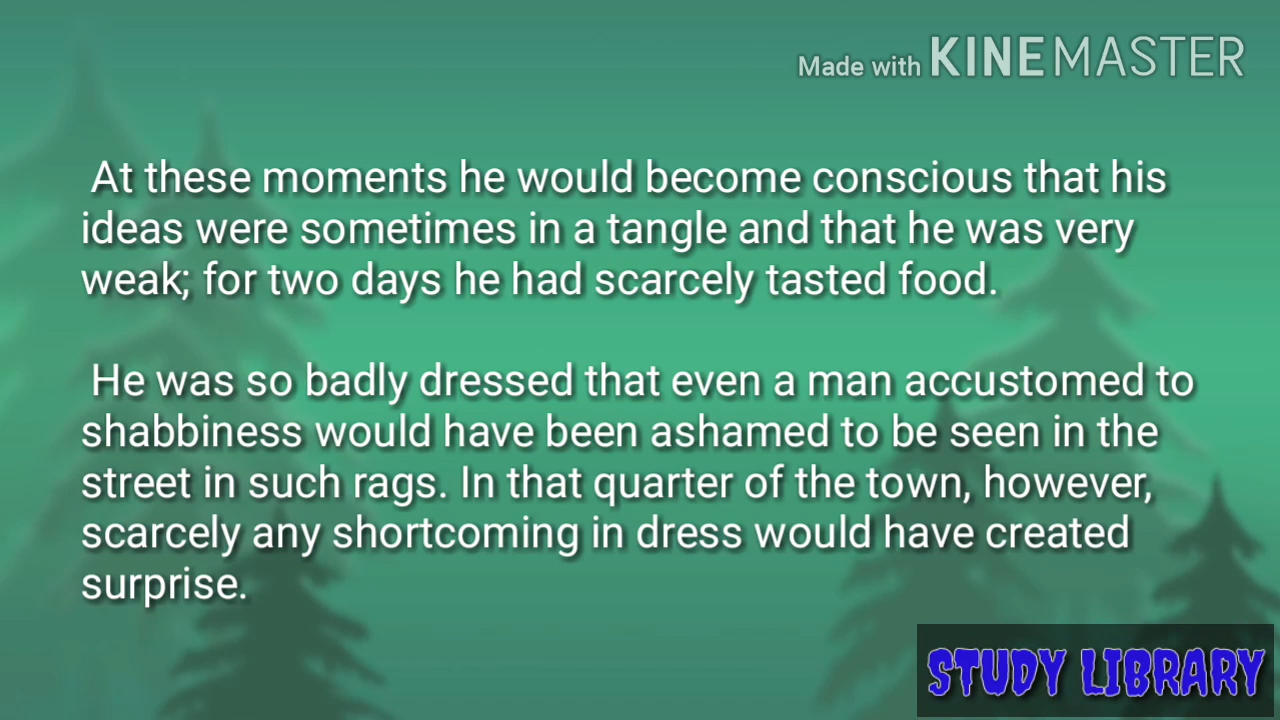 Made with KINEMASTER
At these moments he would become conscious that his
ideas were sometimes in a tangle and that he was very
weak; for two days he had scarcely tasted food.
He was so badly dressed that even a man accustomed to
shabbiness would have been ashamed to be seen in the
street in such rags. In that quarter of the town, however,
scarcely any shortcoming in dress would have created
surprise.
STUDY LIBRARY